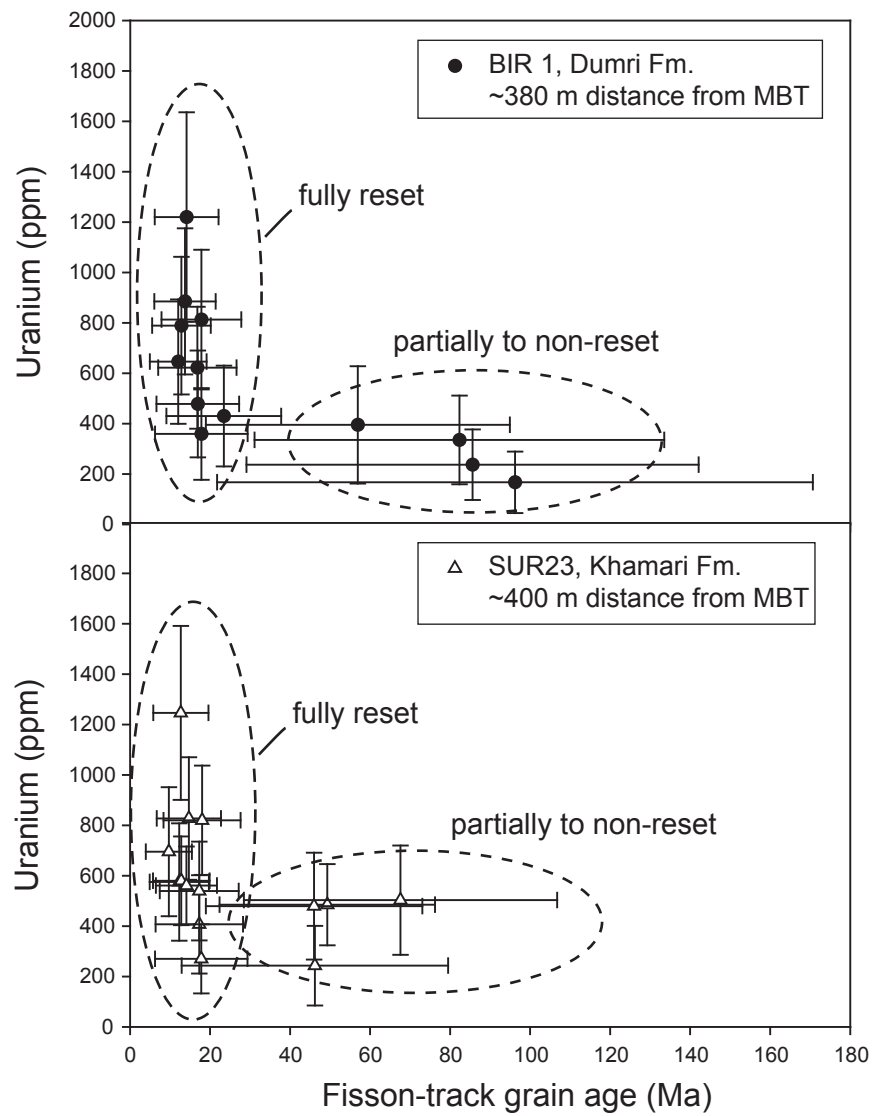 2000
1800
1600
1400
1200
1000
800
600
400
200
0
Uranium (ppm)
BIR 1, Dumri Fm.
~380 m distance from MBT
fully reset
partially to non-reset
1800
1600
1400
1200
1000
800
600
400
200
0
Uranium (ppm)
SUR23, Khamari Fm.
~400 m distance from MBT
fully reset
partially to non-reset
0 20 40 60 80 100 120 140 160 180
Fisson-track grain age (Ma)